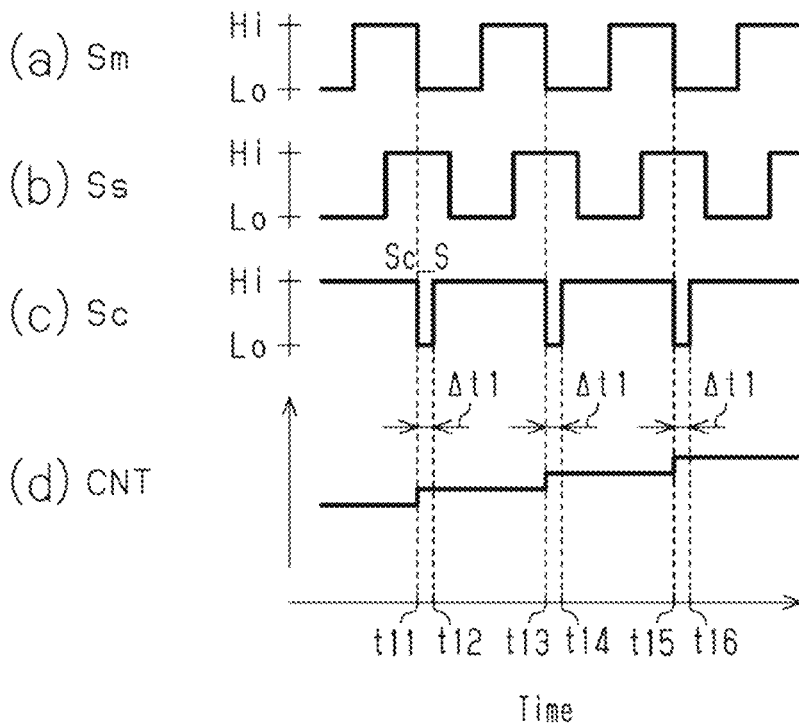 Hi
(a) Sm
Lo
Hi
(b) Ss
Lo
Sc S
Hi
(c) Sc
Lo
Δt1 Δt1 Δt1
(d) CNT
t11 t12 t13 t14 t15 t16
Time